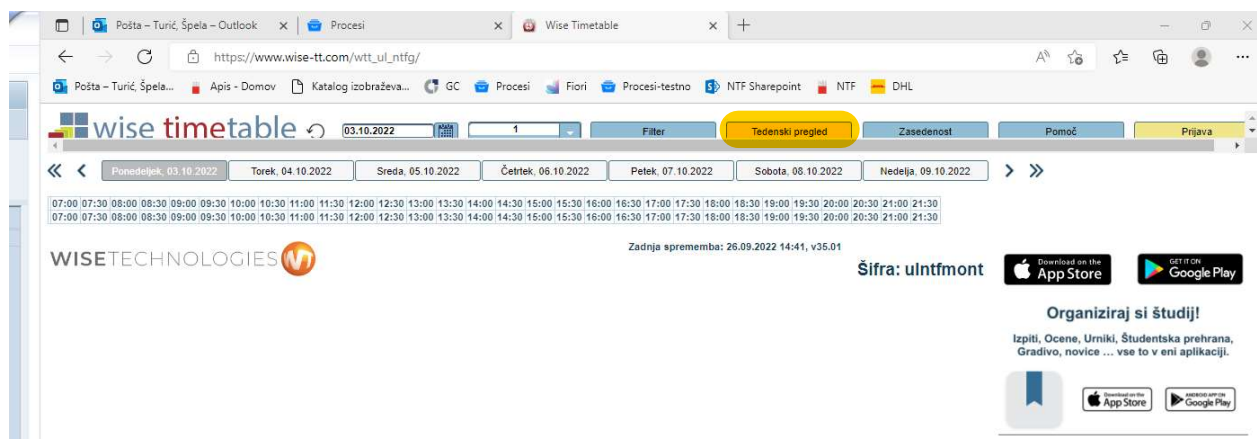 Pošta – Turić, Špela – Outlook Procesi Wise Timetable
https://www.wise-tt.com/wtt_ul_ntfg/
Pošta – Turić, Špela... Apis - Domov Katalog izobraževa... GC Procesi Fiori Procesi-testno NTF Sharepoint NTF DHL
wise timetable 03.10.2022 1 Filter Tedenski pregled Zasedenost Pomoč Prijava
Ponedeljek, 03.10.2022 Torek, 04.10.2022 Sreda, 05.10.2022 Četrtek, 06.10.2022 Petek, 07.10.2022 Sobota, 08.10.2022 Nedelja, 09.10.2022
07:00 07:30 08:00 08:30 09:00 09:30 10:00 10:30 11:00 11:30 12:00 12:30 13:00 13:30 14:00 14:30 15:00 15:30 16:00 16:30 17:00 17:30 18:00 18:30 19:00 19:30 20:00 20:30 21:00 21:30
07:00 07:30 08:00 08:30 09:00 09:30 10:00 10:30 11:00 11:30 12:00 12:30 13:00 13:30 14:00 14:30 15:00 15:30 16:00 16:30 17:00 17:30 18:00 18:30 19:00 19:30 20:00 20:30 21:00 21:30
WISETECHNOLOGIES
Zadnja sprememba: 26.09.2022 14:41, v35.01
Šifra: ulntfmont
Download on the App Store GET IT ON Google Play
Organiziraj si študij!
Izpiti, Ocene, Urniki, Študentska prehrana,
Gradivo, novice ... vse to v eni aplikaciji.
Download on the App Store ANDROID APP ON Google Play